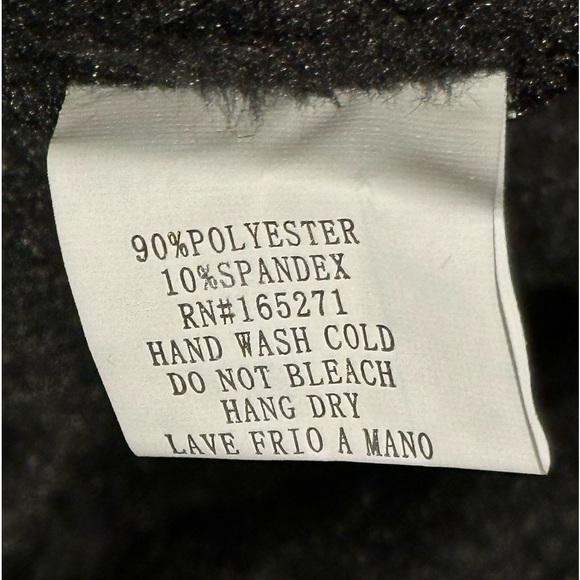 90%POLYESTER
10%SPANDEX
RN#165271
HAND WASH COLD
DO NOT BLEACH
HANG DRY
LAVE FRIO A MANO